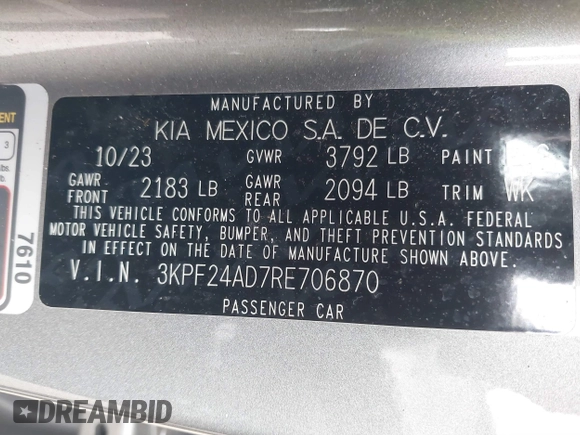 MANUFACTURED BY
KIA MEXICO S.A. DE C.V.
10/23 GVWR 3792 LB PAINT
GAWR FRONT 2183 LB GAWR REAR 2094 LB TRIM WK
THIS VEHICLE CONFORMS TO ALL APPLICABLE U.S.A. FEDERAL
MOTOR VEHICLE SAFETY, BUMPER, AND THEFT PREVENTION STANDARDS
IN EFFECT ON THE DATE OF MANUFACTURE SHOWN ABOVE.
V.I.N. 3KPF24AD7RE706870
PASSENGER CAR
3
7610
DREAMBID